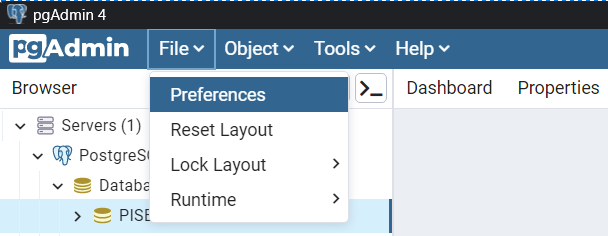 pgAdmin 4
pgAdmin File Object Tools Help
Browser Dashboard Properties
Preferences
Servers (1)
Reset Layout
Lock Layout
Runtime